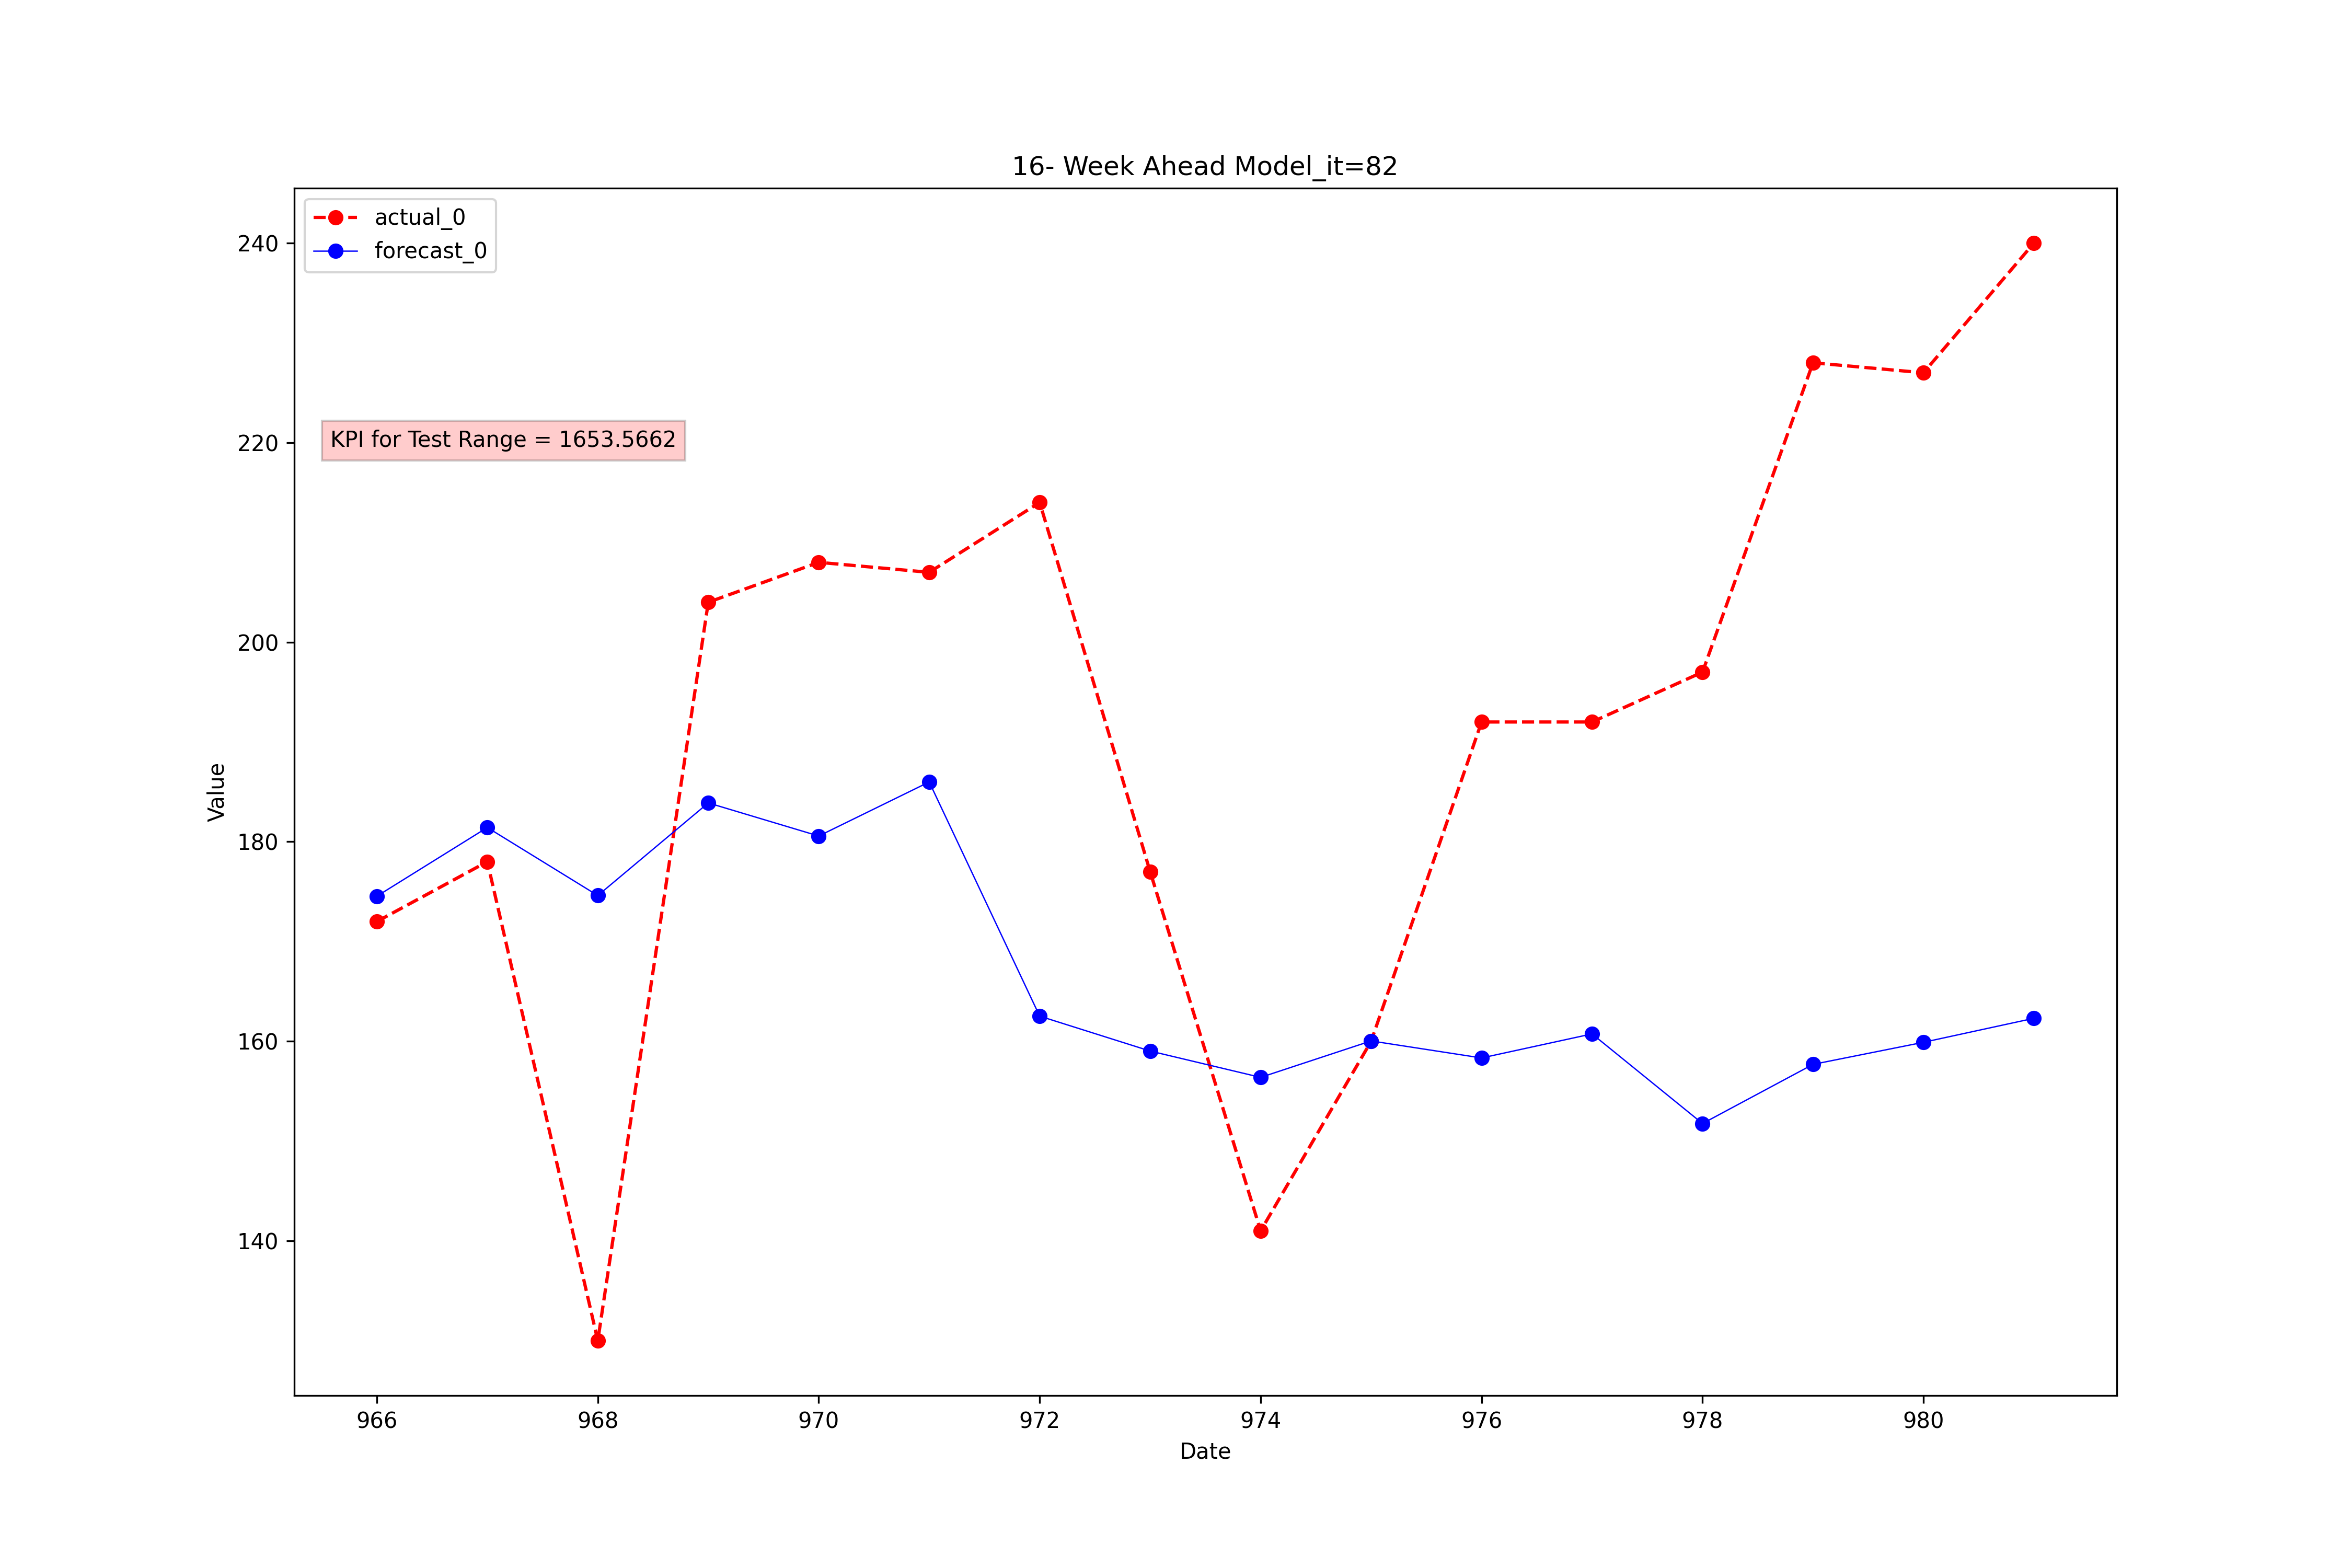 16- Week Ahead Model_it=82
actual_0
forecast_0
KPI for Test Range = 1653.5662
240
220
200
180
160
140
Value
966 968 970 972 974 976 978 980
Date